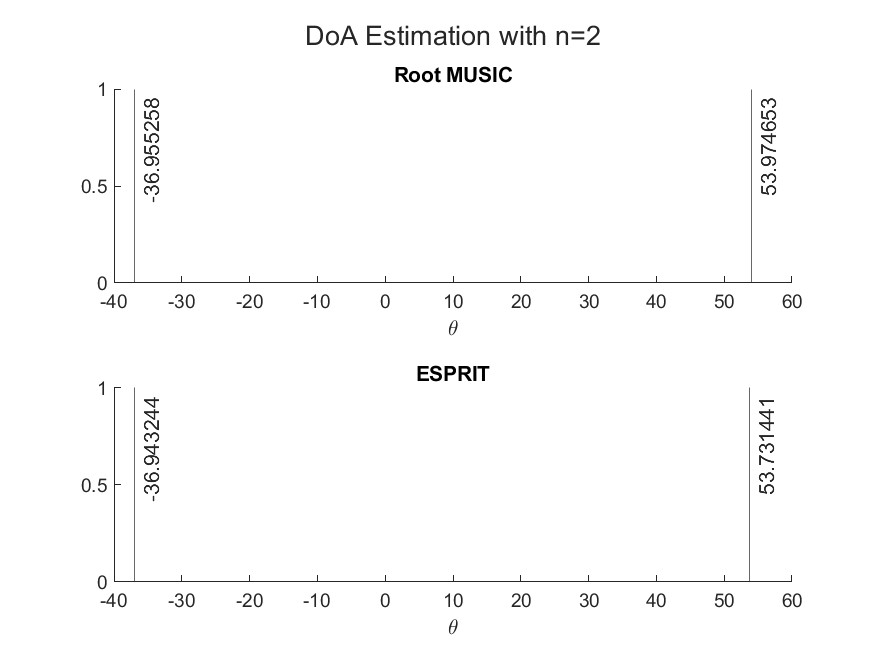 DoA Estimation with n=2
Root MUSIC
1
0.5
0
-36.955258
53.974653
-40 -30 -20 -10 0 10 20 30 40 50 60
θ
ESPRIT
1
0.5
0
-36.943244
53.731441
-40 -30 -20 -10 0 10 20 30 40 50 60
θ